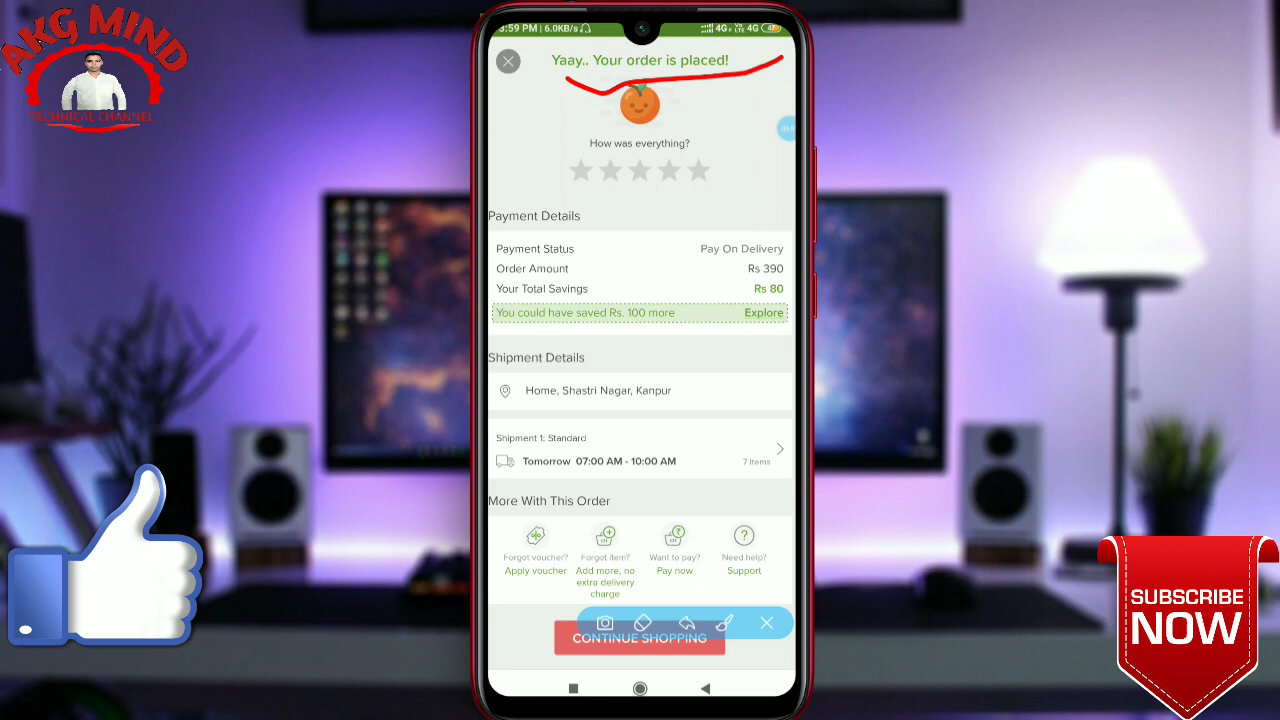 AKG MIND
TECHNICAL CHANNEL
3:59 PM | 6.0KB/s
4G 4G 42
Yaay.. Your order is placed!
How was everything?
Payment Details
Payment Status Pay On Delivery
Order Amount Rs 390
Your Total Savings Rs 80
You could have saved Rs. 100 more Explore
Shipment Details
Home, Shastri Nagar, Kanpur
Shipment 1: Standard
Tomorrow 07:00 AM - 10:00 AM 7 Items
More With This Order
Forgot voucher?
Apply voucher
Forgot item?
Add more, no
extra delivery
charge
Want to pay?
Pay now
Need help?
Support
CONTINUE SHOPPING
SUBSCRIBE
NOW